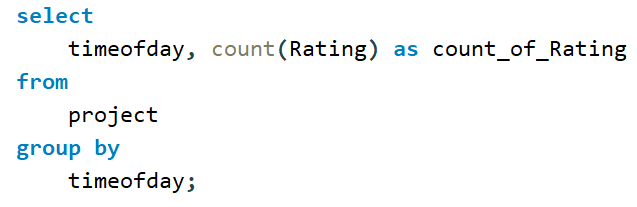 select
timeofday, count(Rating) as count_of_Rating
from
project
group by
timeofday;